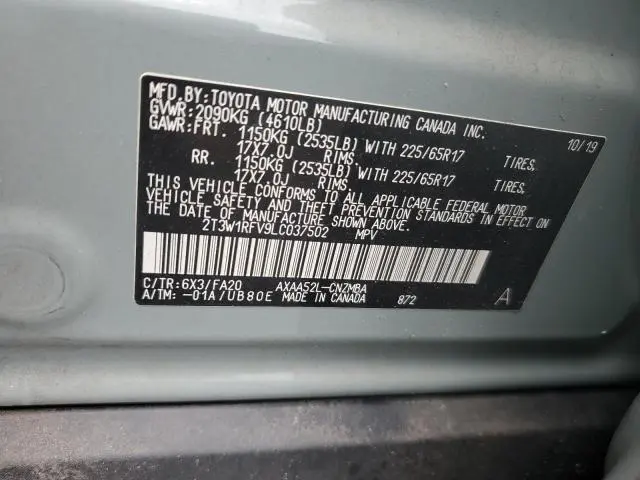 MFD. BY: TOYOTA MOTOR MANUFACTURING CANADA INC.
GVWR: 2090KG (4610LB) 10/19
GAWR: FRT. 1150KG (2535LB) WITH 225/65R17 TIRES,
17X7.0J RIMS,
RR. 1150KG (2535LB) WITH 225/65R17 TIRES,
17X7.0J RIMS.
THIS VEHICLE CONFORMS TO ALL APPLICABLE FEDERAL MOTOR
VEHICLE SAFETY AND THEFT PREVENTION STANDARDS IN EFFECT ON
THE DATE OF MANUFACTURE SHOWN ABOVE.
2T3W1RFV9LC037502 MPV
C/TR: 6X3/FA20 AXAA52L-CNZMBA
A/TM: -01A/UB80E MADE IN CANADA 872 A